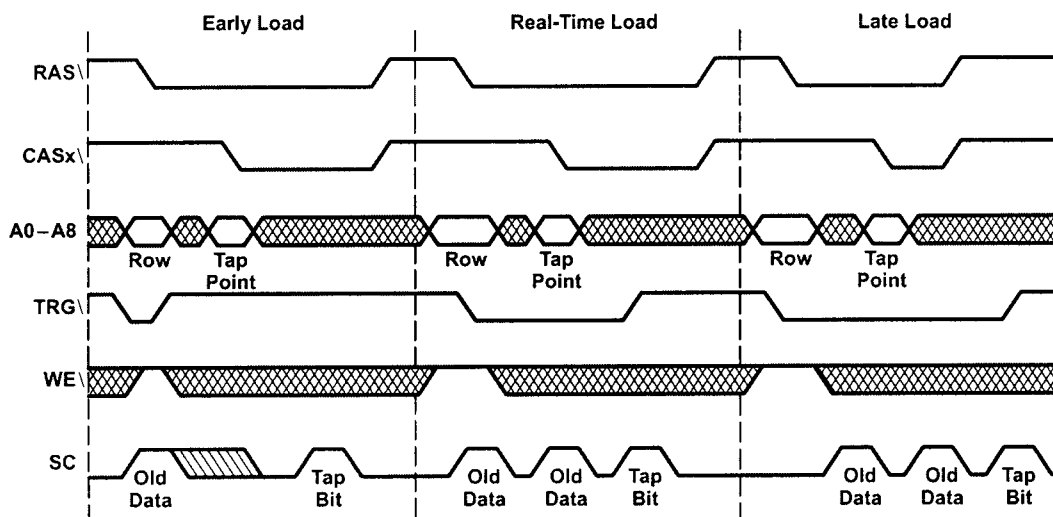 Early Load Real-Time Load Late Load
RAS\
CASx\
A0–A8
Row Tap Point Row Tap Point Row Tap Point
TRG\
WE\
SC
Old Data Tap Bit Old Data Old Data Tap Bit Old Data Old Data Tap Bit